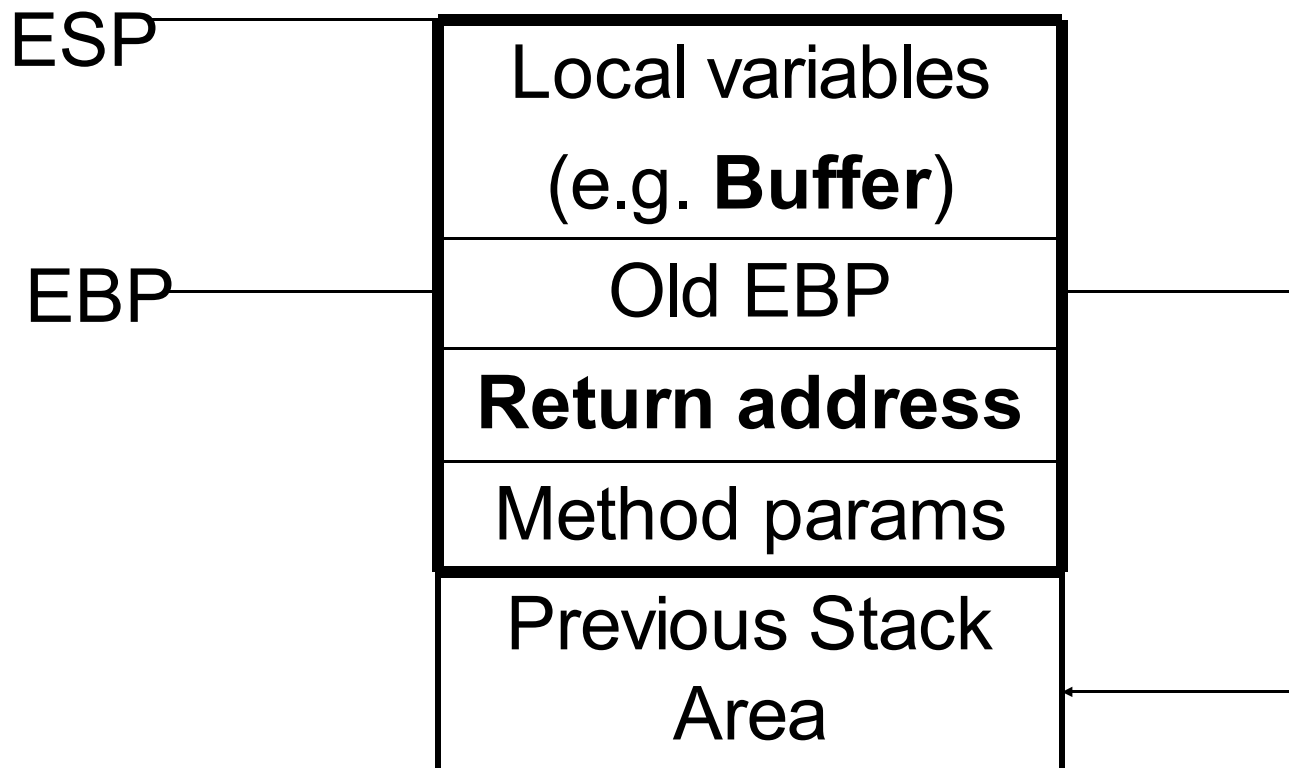 ESP
Local variables
(e.g. Buffer)
EBP
Old EBP
Return address
Method params
Previous Stack
Area